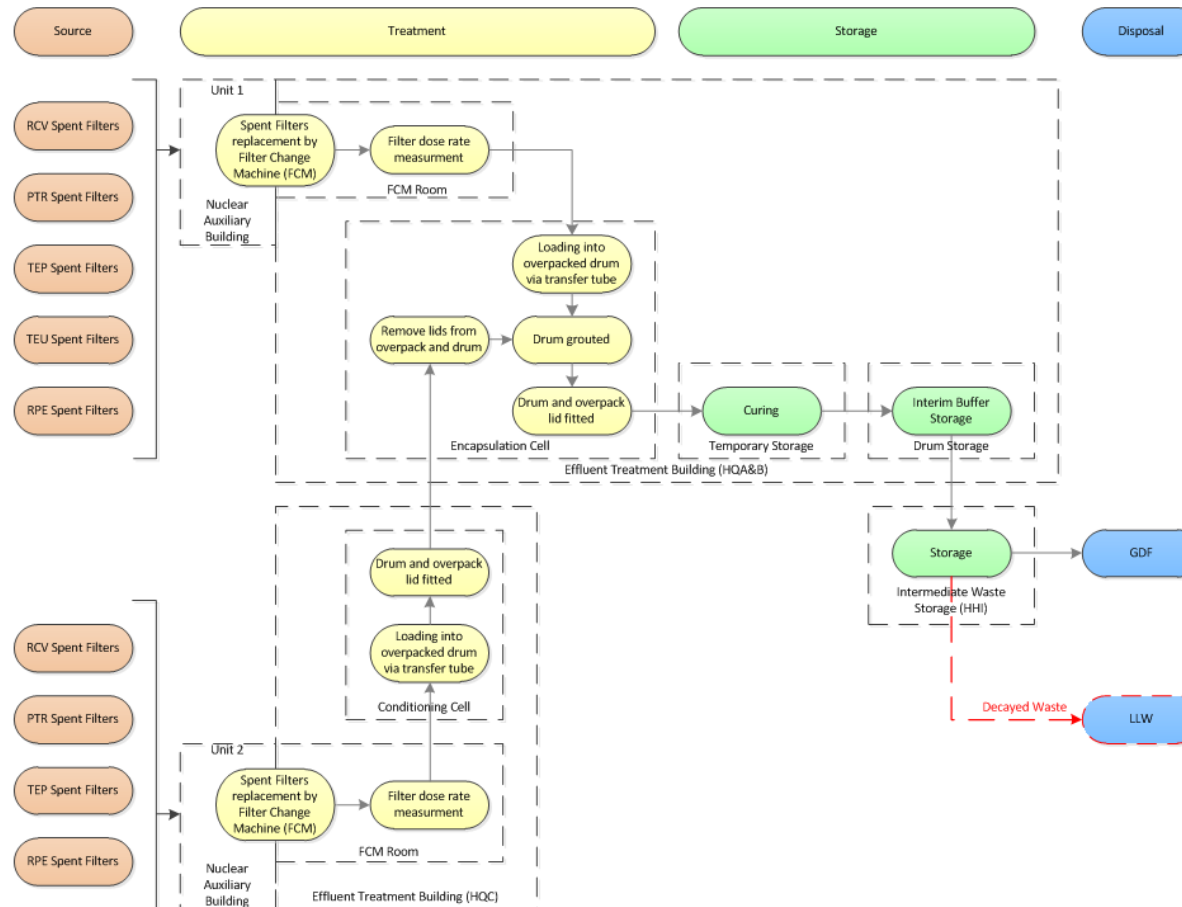 Source
Treatment
Storage
Disposal
Unit 1
RCV Spent Filters
PTR Spent Filters
TEP Spent Filters
TEU Spent Filters
RPE Spent Filters
Spent Filters
replacement by
Filter Change
Machine (FCM)
Filter dose rate
measurment
FCM Room
Nuclear
Auxiliary
Building
Loading into
overpacked drum
via transfer tube
Remove lids from
overpack and drum
Drum grouted
Drum and overpack
lid fitted
Encapsulation Cell
Curing
Temporary Storage
Interim Buffer
Storage
Drum Storage
Effluent Treatment Building (HQA&B)
Storage
Intermediate Waste
Storage (HHI)
GDF
Decayed Waste
LLW
Drum and overpack
lid fitted
Loading into
overpacked drum
via transfer tube
Conditioning Cell
RCV Spent Filters
PTR Spent Filters
TEP Spent Filters
RPE Spent Filters
Unit 2
Spent Filters
replacement by
Filter Change
Machine (FCM)
Filter dose rate
measurment
FCM Room
Nuclear
Auxiliary
Building
Effluent Treatment Building (HQC)